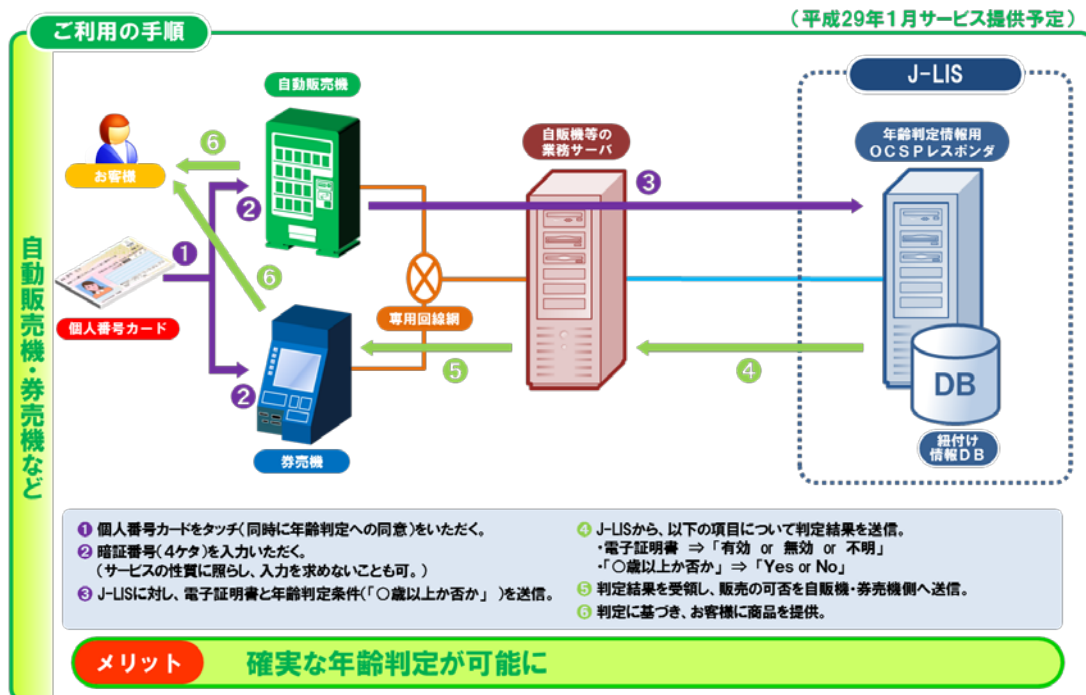 (平成29年1月サービス提供予定)
ご利用の手順
自動販売機・券売機など
J-LIS
自動販売機
自販機等の
業務サーバ
年齢判定情報用
OCSPレスポンダ
⑥
❸
お客様
❷
❶
⑥
個人番号カード
専用回線網
⑤
④
❷
DB
券売機
紐付け
情報DB
❶ 個人番号カードをタッチ(同時に年齢判定への同意)をいただく。
❷ 暗証番号(4ケタ)を入力いただく。
(サービスの性質に照らし、入力を求めないことも可。)
❸ J-LISに対し、電子証明書と年齢判定条件(「〇歳以上か否か」 )を送信。
④ J-LISから、以下の項目について判定結果を送信。
・電子証明書 ⇒ 「有効 or 無効 or 不明」
・「〇歳以上か否か」 ⇒ 「Yes or No」
⑤ 判定結果を受領し、販売の可否を自販機・券売機側へ送信。
⑥ 判定に基づき、お客様に商品を提供。
メリット 確実な年齢判定が可能に